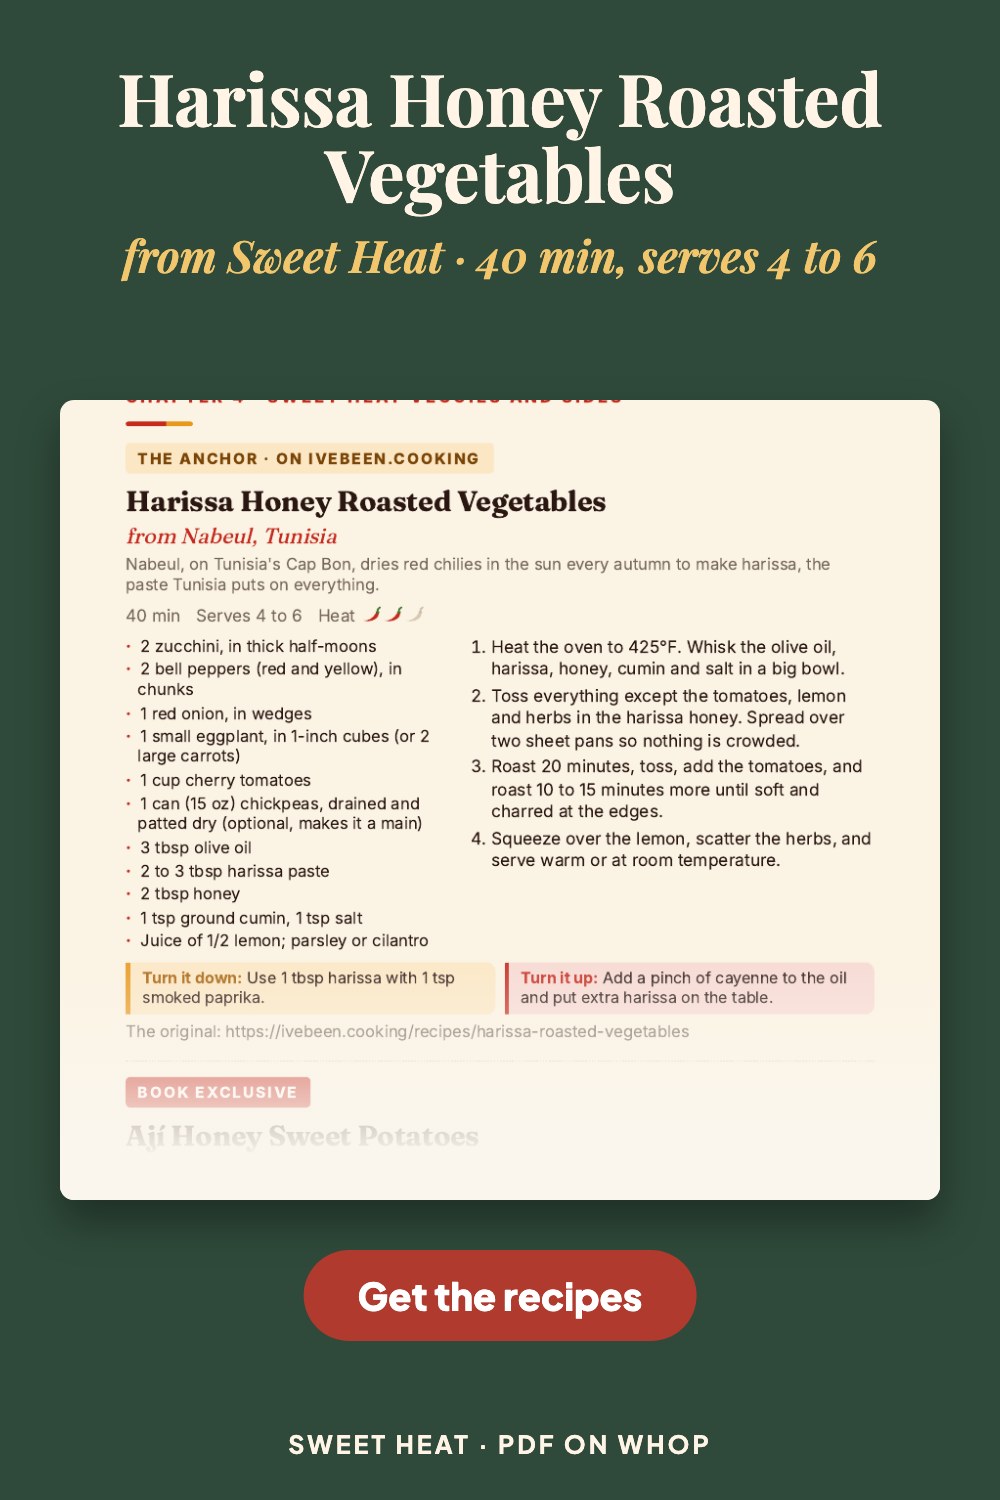 Harissa Honey Roasted
Vegetables
from Sweet Heat · 40 min, serves 4 to 6
CHAPTER 4 SWEET HEAT VEGGIES AND SIDES
THE ANCHOR · ON IVEBEEN.COOKING
Harissa Honey Roasted Vegetables
from Nabeul, Tunisia
Nabeul, on Tunisia's Cap Bon, dries red chilies in the sun every autumn to make harissa, the
paste Tunisia puts on everything.
40 min Serves 4 to 6 Heat
· 2 zucchini, in thick half-moons
· 2 bell peppers (red and yellow), in
chunks
· 1 red onion, in wedges
· 1 small eggplant, in 1-inch cubes (or 2
large carrots)
· 1 cup cherry tomatoes
· 1 can (15 oz) chickpeas, drained and
patted dry (optional, makes it a main)
· 3 tbsp olive oil
· 2 to 3 tbsp harissa paste
· 2 tbsp honey
· 1 tsp ground cumin, 1 tsp salt
· Juice of 1/2 lemon; parsley or cilantro
1. Heat the oven to 425°F. Whisk the olive oil,
harissa, honey, cumin and salt in a big bowl.
2. Toss everything except the tomatoes, lemon
and herbs in the harissa honey. Spread over
two sheet pans so nothing is crowded.
3. Roast 20 minutes, toss, add the tomatoes, and
roast 10 to 15 minutes more until soft and
charred at the edges.
4. Squeeze over the lemon, scatter the herbs, and
serve warm or at room temperature.
Turn it down: Use 1 tbsp harissa with 1 tsp
smoked paprika.
Turn it up: Add a pinch of cayenne to the oil
and put extra harissa on the table.
The original: https://ivebeen.cooking/recipes/harissa-roasted-vegetables
BOOK EXCLUSIVE
Ají Honey Sweet Potatoes
Get the recipes
SWEET HEAT · PDF ON WHOP